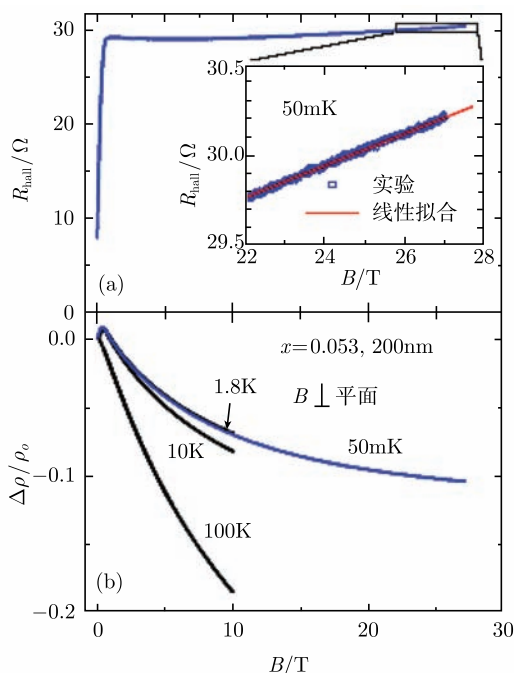 30
20
10
0
R_hall/Ω
(a)
30.5
30.0
29.5
R_hall/Ω
50mK
实验
线性拟合
22 24 26 28
B/T
0.0
−0.1
−0.2
Δρ/ρ_o
x=0.053, 200nm
1.8K
B⊥平面
10K
50mK
100K
(b)
0 10 20 30
B/T